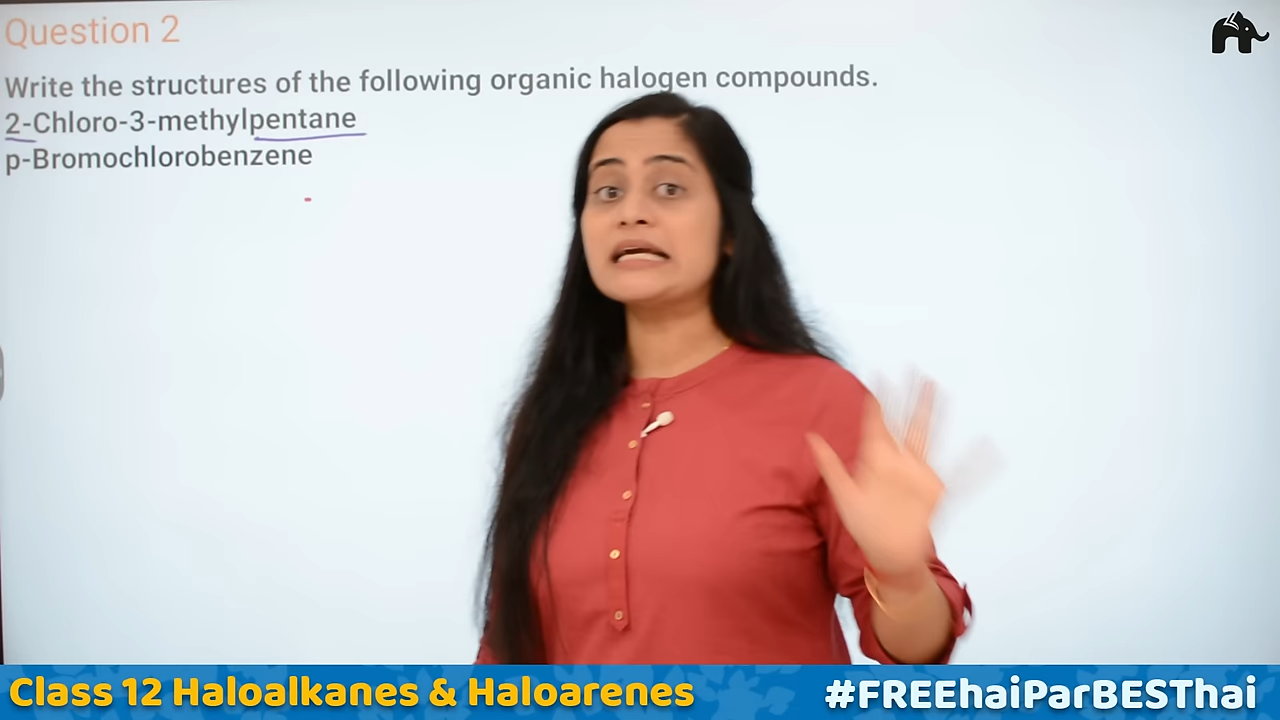 Question 2
Write the structures of the following organic halogen compounds.
2-Chloro-3-methylpentane
p-Bromochlorobenzene
Class 12 Haloalkanes & Haloarenes
#FREEhaiParBESThai